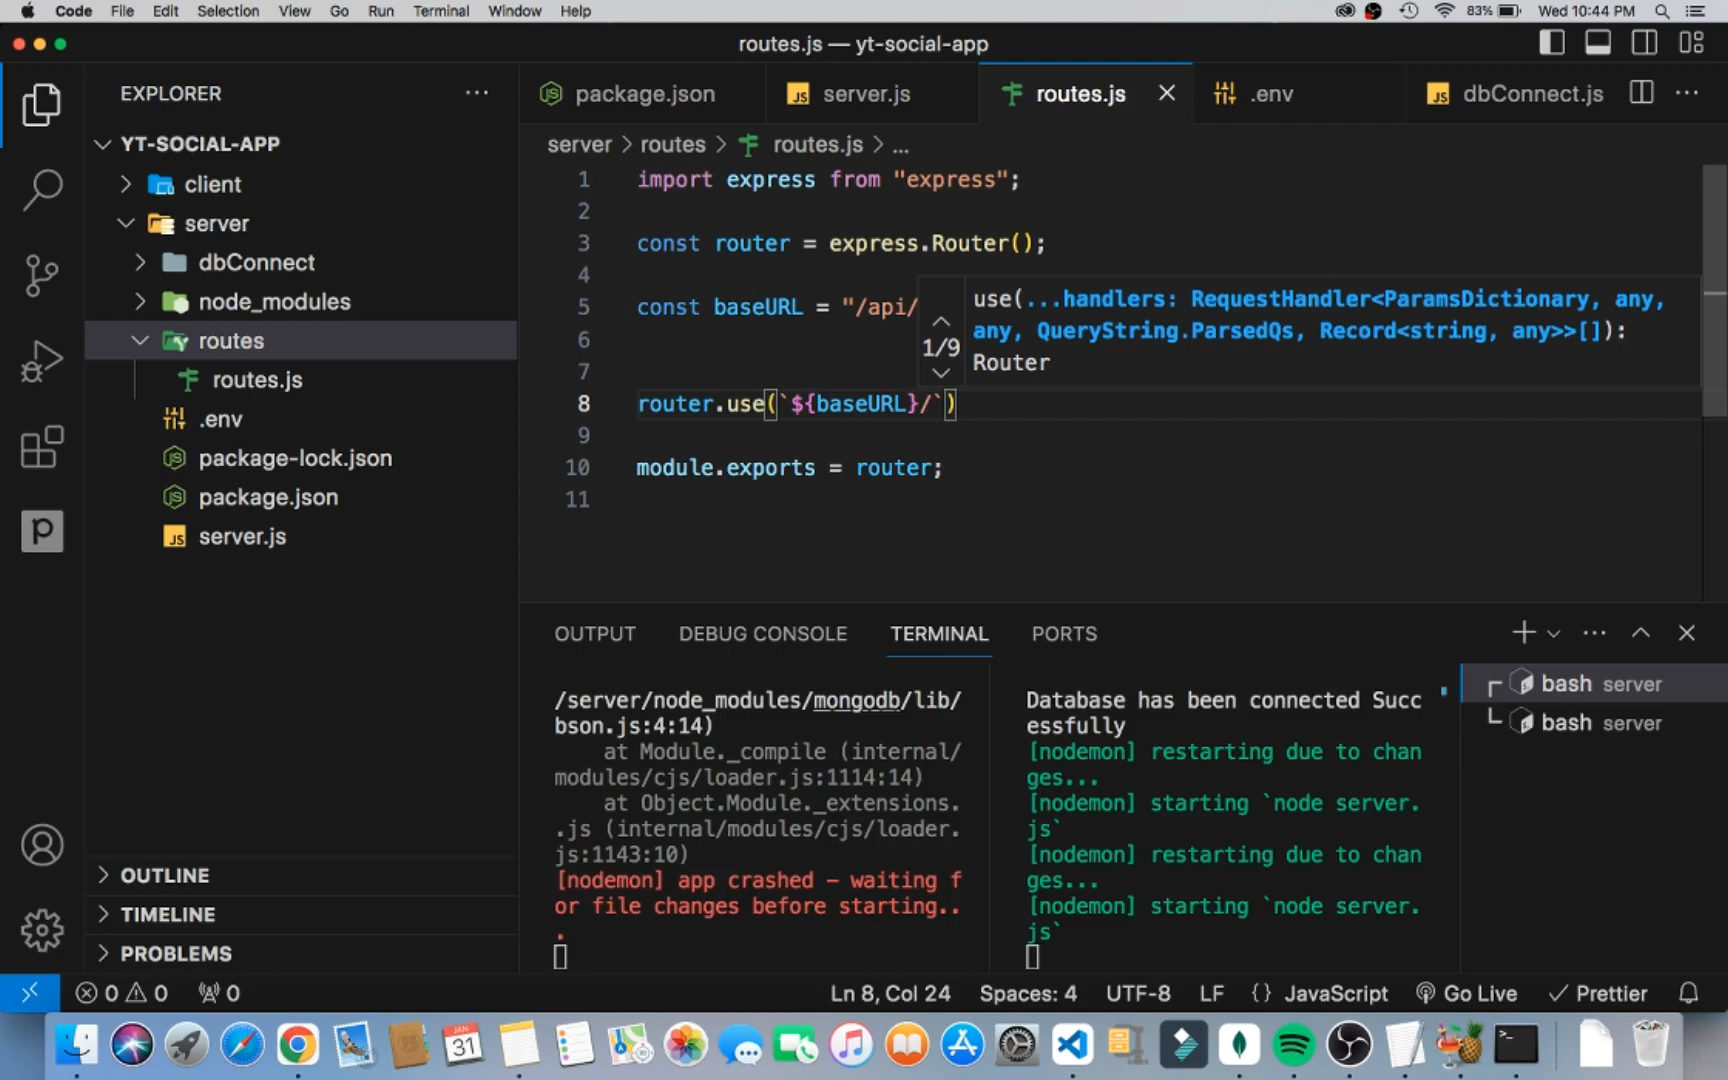 Code File Edit Selection View Go Run Terminal Window Help 83% Wed 10:44 PM
routes.js — yt-social-app
EXPLORER
package.json server.js routes.js .env dbConnect.js
YT-SOCIAL-APP
client
server
dbConnect
node_modules
routes
routes.js
.env
package-lock.json
package.json
server.js
OUTLINE
TIMELINE
PROBLEMS
server > routes > routes.js > ...
1 import express from "express";
2
3 const router = express.Router();
4
5 const baseURL = "/api/
6
7
8 router.use(`${baseURL}/`)
9
10 module.exports = router;
11
1/9
use(...handlers: RequestHandler<ParamsDictionary, any,
any, QueryString.ParsedQs, Record<string, any>>[]):
Router
OUTPUT DEBUG CONSOLE TERMINAL PORTS
/server/node_modules/mongodb/lib/
bson.js:4:14)
at Module._compile (internal/
modules/cjs/loader.js:1114:14)
at Object.Module._extensions.
.js (internal/modules/cjs/loader.
js:1143:10)
[nodemon] app crashed – waiting f
or file changes before starting..
.
Database has been connected Succ
essfully
[nodemon] restarting due to chan
ges...
[nodemon] starting `node server.
js`
[nodemon] restarting due to chan
ges...
[nodemon] starting `node server.
js`
bash server
bash server
0 0 0 Ln 8, Col 24 Spaces: 4 UTF-8 LF {} JavaScript Go Live Prettier
JAN
31